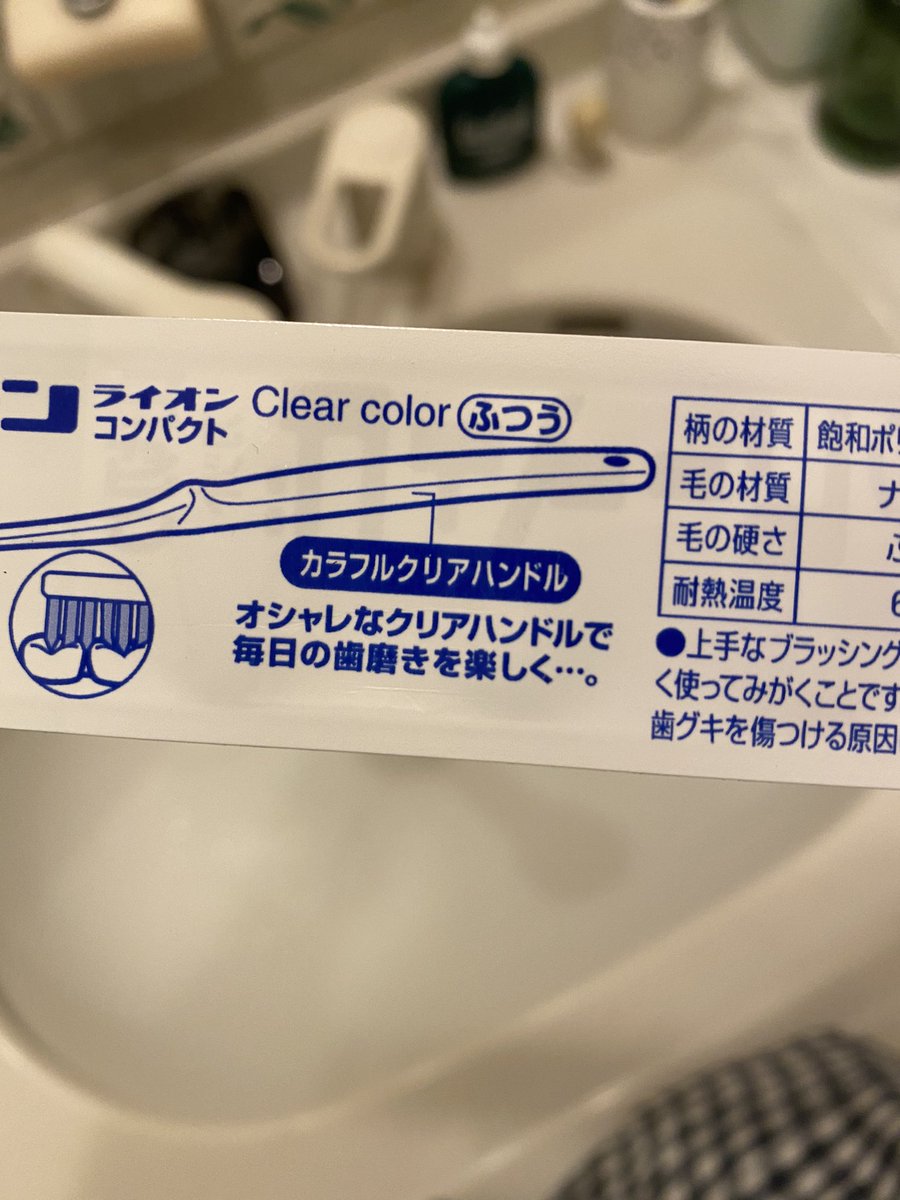 ン
ライオン
コンパクト
Clear color ふつう
カラフルクリアハンドル
オシャレなクリアハンドルで
毎日の歯磨きを楽しく…。
柄の材質 飽和ポリ
毛の材質 ナ
毛の硬さ ふ
耐熱温度 6
●上手なブラッシング
く使ってみがくことです
歯グキを傷つける原因